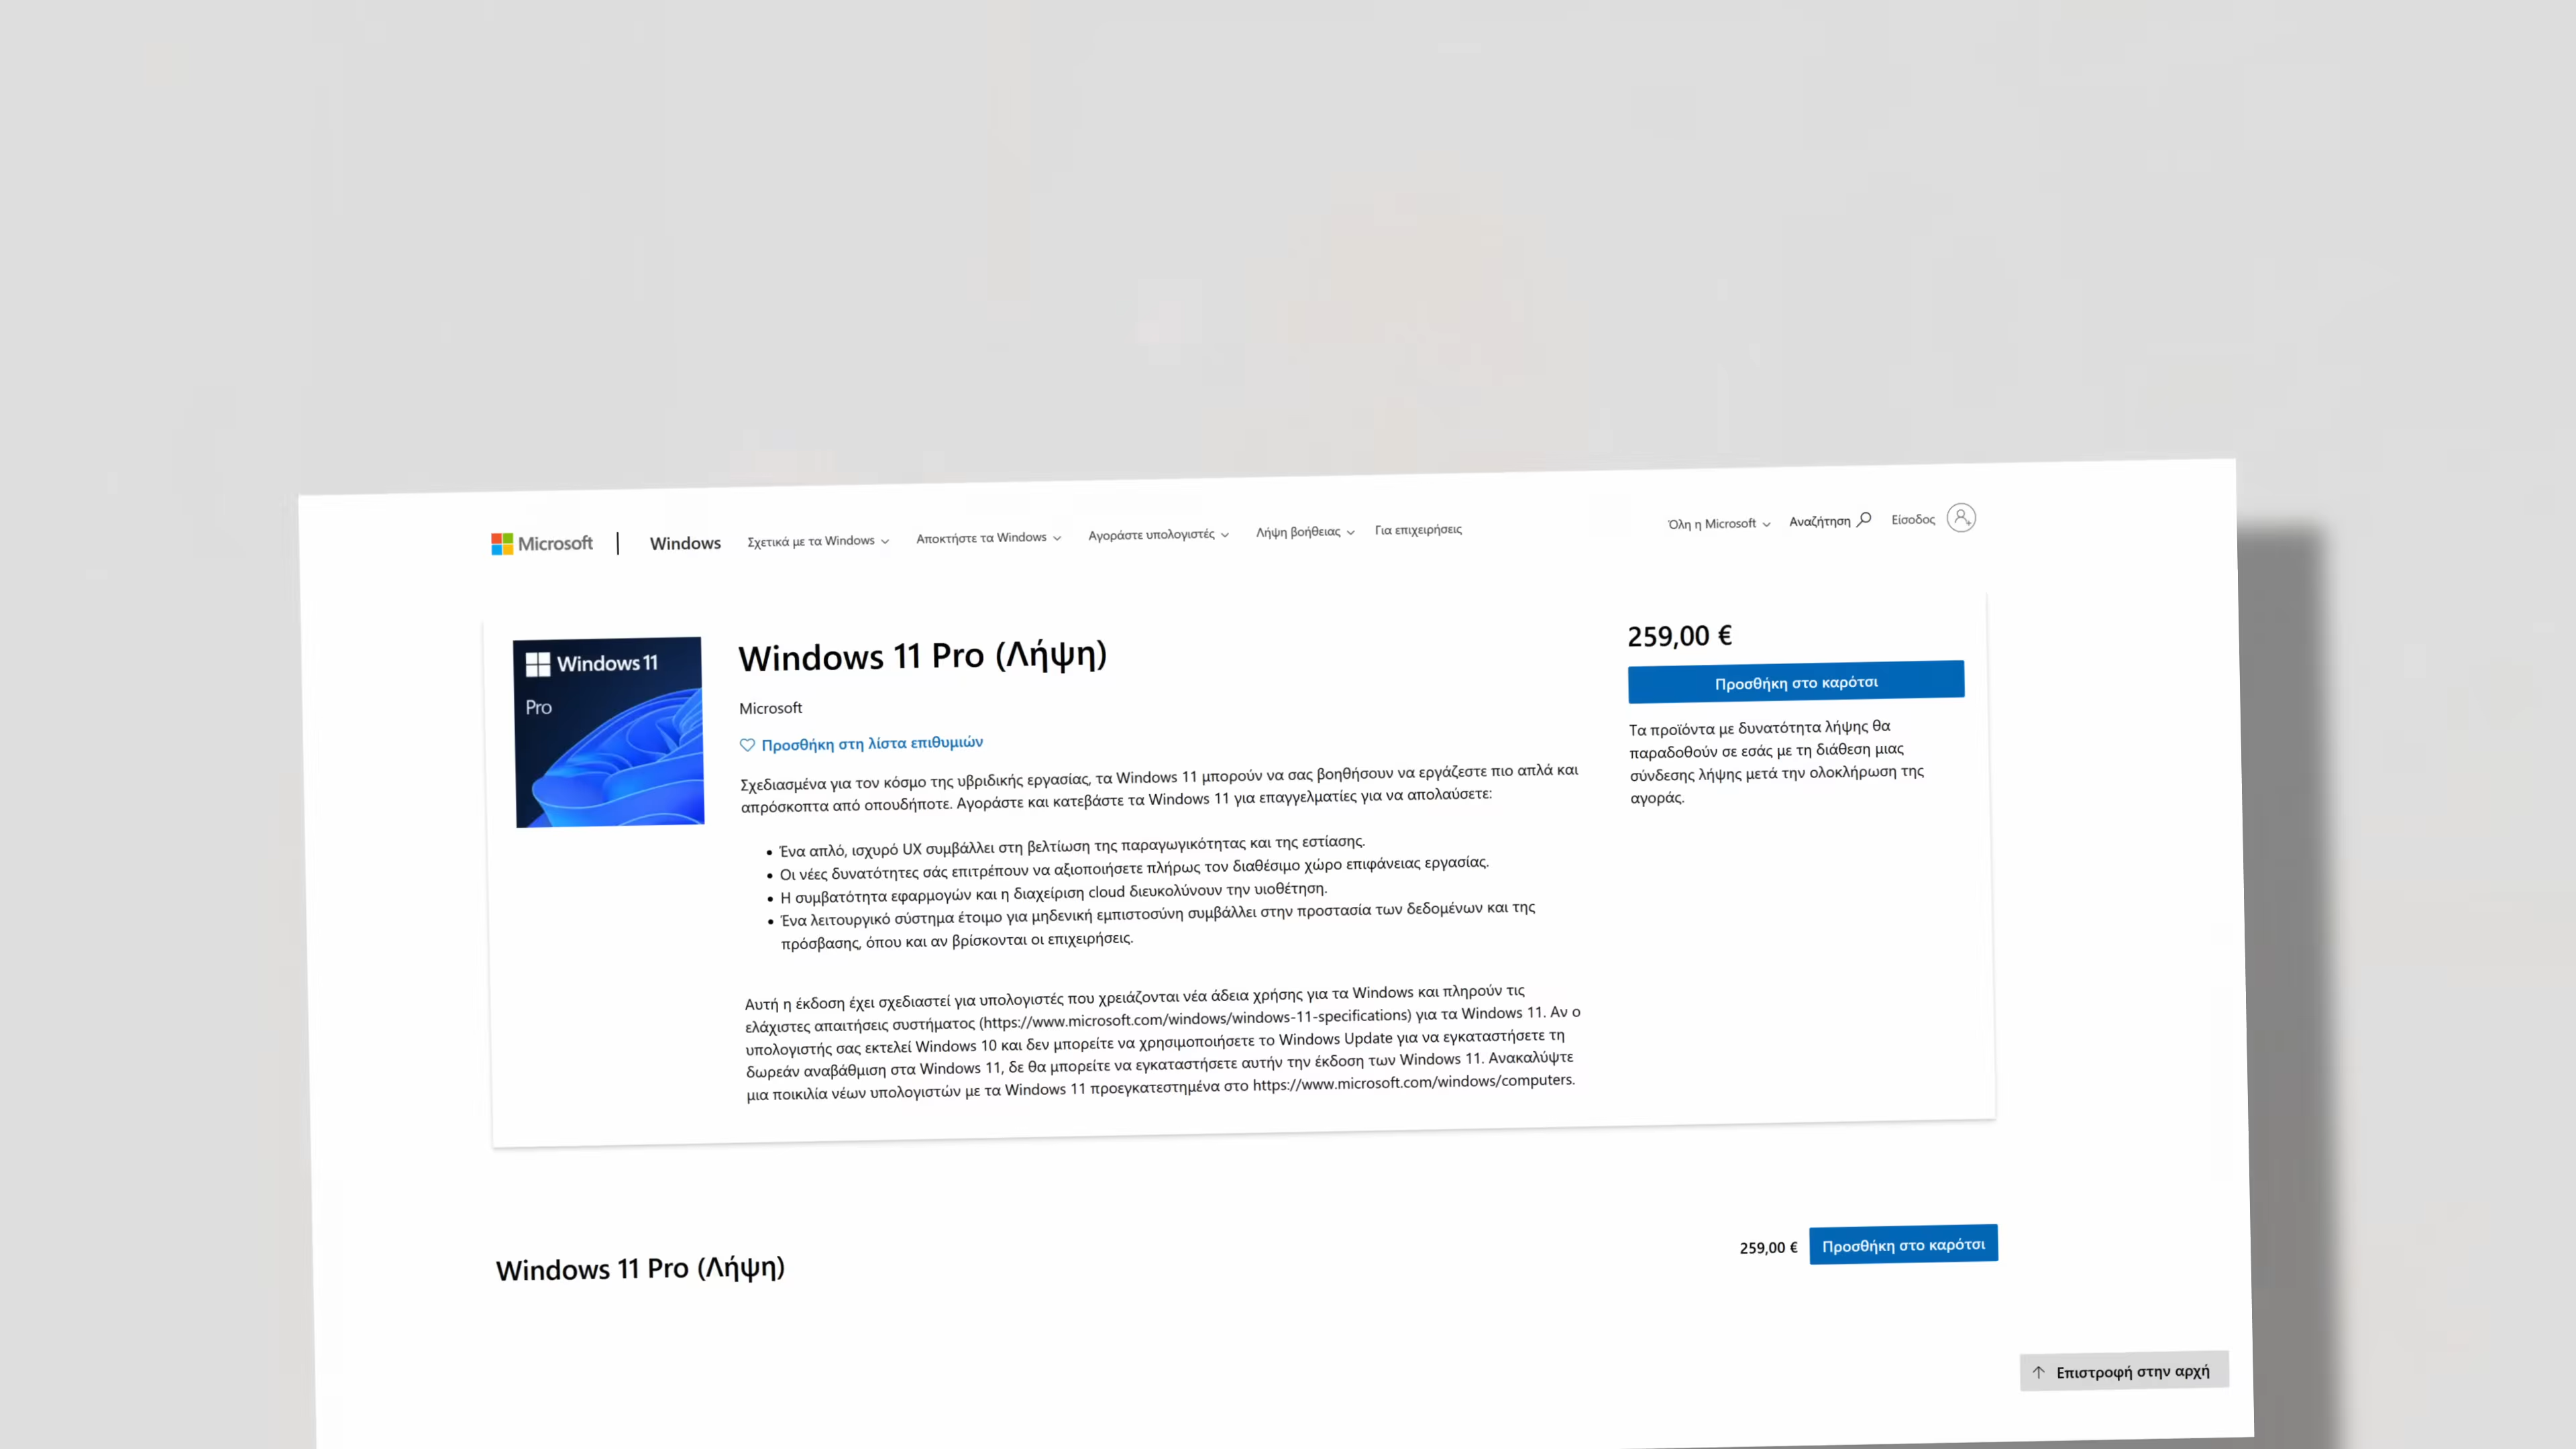 Microsoft | Windows Σχετικά με τα Windows Αποκτήστε τα Windows Αγοράστε υπολογιστές Λήψη βοήθειας Για επιχειρήσεις Όλη η Microsoft Αναζήτηση Είσοδος
Windows 11
Pro
Windows 11 Pro (Λήψη)
Microsoft
Προσθήκη στη λίστα επιθυμιών
Σχεδιασμένα για τον κόσμο της υβριδικής εργασίας, τα Windows 11 μπορούν να σας βοηθήσουν να εργάζεστε πιο απλά και
απρόσκοπτα από οπουδήποτε. Αγοράστε και κατεβάστε τα Windows 11 για επαγγελματίες για να απολαύσετε:
• Ένα απλό, ισχυρό UX συμβάλλει στη βελτίωση της παραγωγικότητας και της εστίασης.
• Οι νέες δυνατότητες σάς επιτρέπουν να αξιοποιήσετε πλήρως τον διαθέσιμο χώρο επιφάνειας εργασίας.
• Η συμβατότητα εφαρμογών και η διαχείριση cloud διευκολύνουν την υιοθέτηση.
• Ένα λειτουργικό σύστημα έτοιμο για μηδενική εμπιστοσύνη συμβάλλει στην προστασία των δεδομένων και της
πρόσβασης, όπου και αν βρίσκονται οι επιχειρήσεις.
Αυτή η έκδοση έχει σχεδιαστεί για υπολογιστές που χρειάζονται νέα άδεια χρήσης για τα Windows και πληρούν τις
ελάχιστες απαιτήσεις συστήματος (https://www.microsoft.com/windows/windows-11-specifications) για τα Windows 11. Αν ο
υπολογιστής σας εκτελεί Windows 10 και δεν μπορείτε να χρησιμοποιήσετε το Windows Update για να εγκαταστήσετε τη
δωρεάν αναβάθμιση στα Windows 11, δε θα μπορείτε να εγκαταστήσετε αυτήν την έκδοση των Windows 11. Ανακαλύψτε
μια ποικιλία νέων υπολογιστών με τα Windows 11 προεγκατεστημένα στο https://www.microsoft.com/windows/computers.
259,00 €
Προσθήκη στο καρότσι
Τα προϊόντα με δυνατότητα λήψης θα
παραδοθούν σε εσάς με τη διάθεση μιας
σύνδεσης λήψης μετά την ολοκλήρωση της
αγοράς.
Windows 11 Pro (Λήψη)
259,00 € Προσθήκη στο καρότσι
Επιστροφή στην αρχή